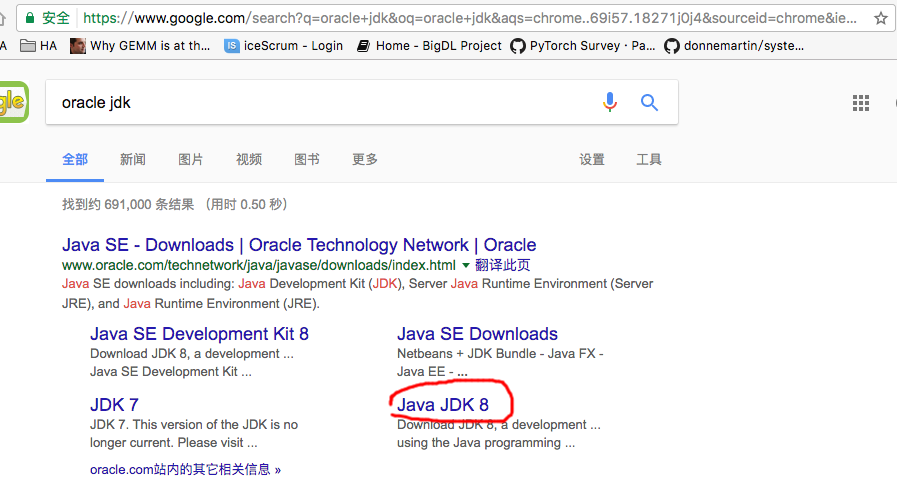 安全 https://www.google.com/search?q=oracle+jdk&oq=oracle+jdk&aqs=chrome..69i57.18271j0j4&sourceid=chrome&ie...
A HA Why GEMM is at th... iS iceScrum - Login Home - BigDL Project PyTorch Survey · Pa... donnemartin/syste...
gle
oracle jdk
全部 新闻 图片 视频 图书 更多 设置 工具
找到约 691,000 条结果 （用时 0.50 秒）
Java SE - Downloads | Oracle Technology Network | Oracle
www.oracle.com/technetwork/java/javase/downloads/index.html 翻译此页
Java SE downloads including: Java Development Kit (JDK), Server Java Runtime Environment (Server
JRE), and Java Runtime Environment (JRE).
Java SE Development Kit 8
Download JDK 8, a development ...
Java SE Development Kit ...
Java SE Downloads
Netbeans + JDK Bundle - Java FX -
Java EE - ...
JDK 7
JDK 7. This version of the JDK is no
longer current. Please visit ...
Java JDK 8
Download JDK 8, a development ...
using the Java programming ...
oracle.com站内的其它相关信息 »